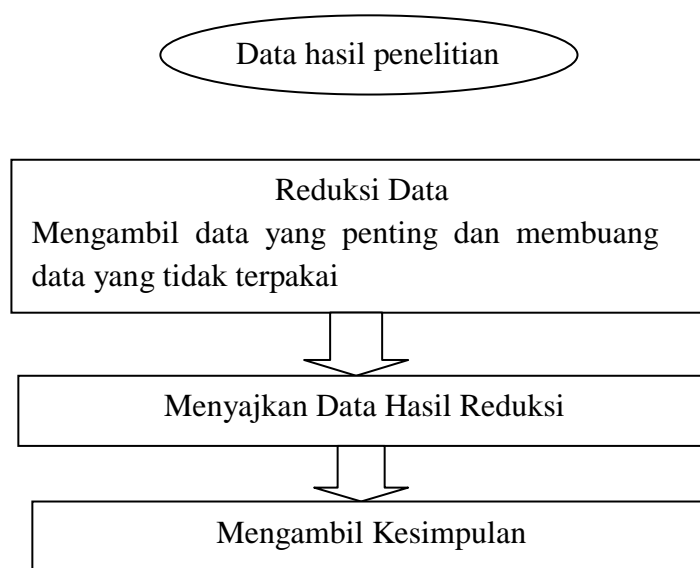 Data hasil penelitian
Reduksi Data
Mengambil data yang penting dan membuang
data yang tidak terpakai
Menyajkan Data Hasil Reduksi
Mengambil Kesimpulan